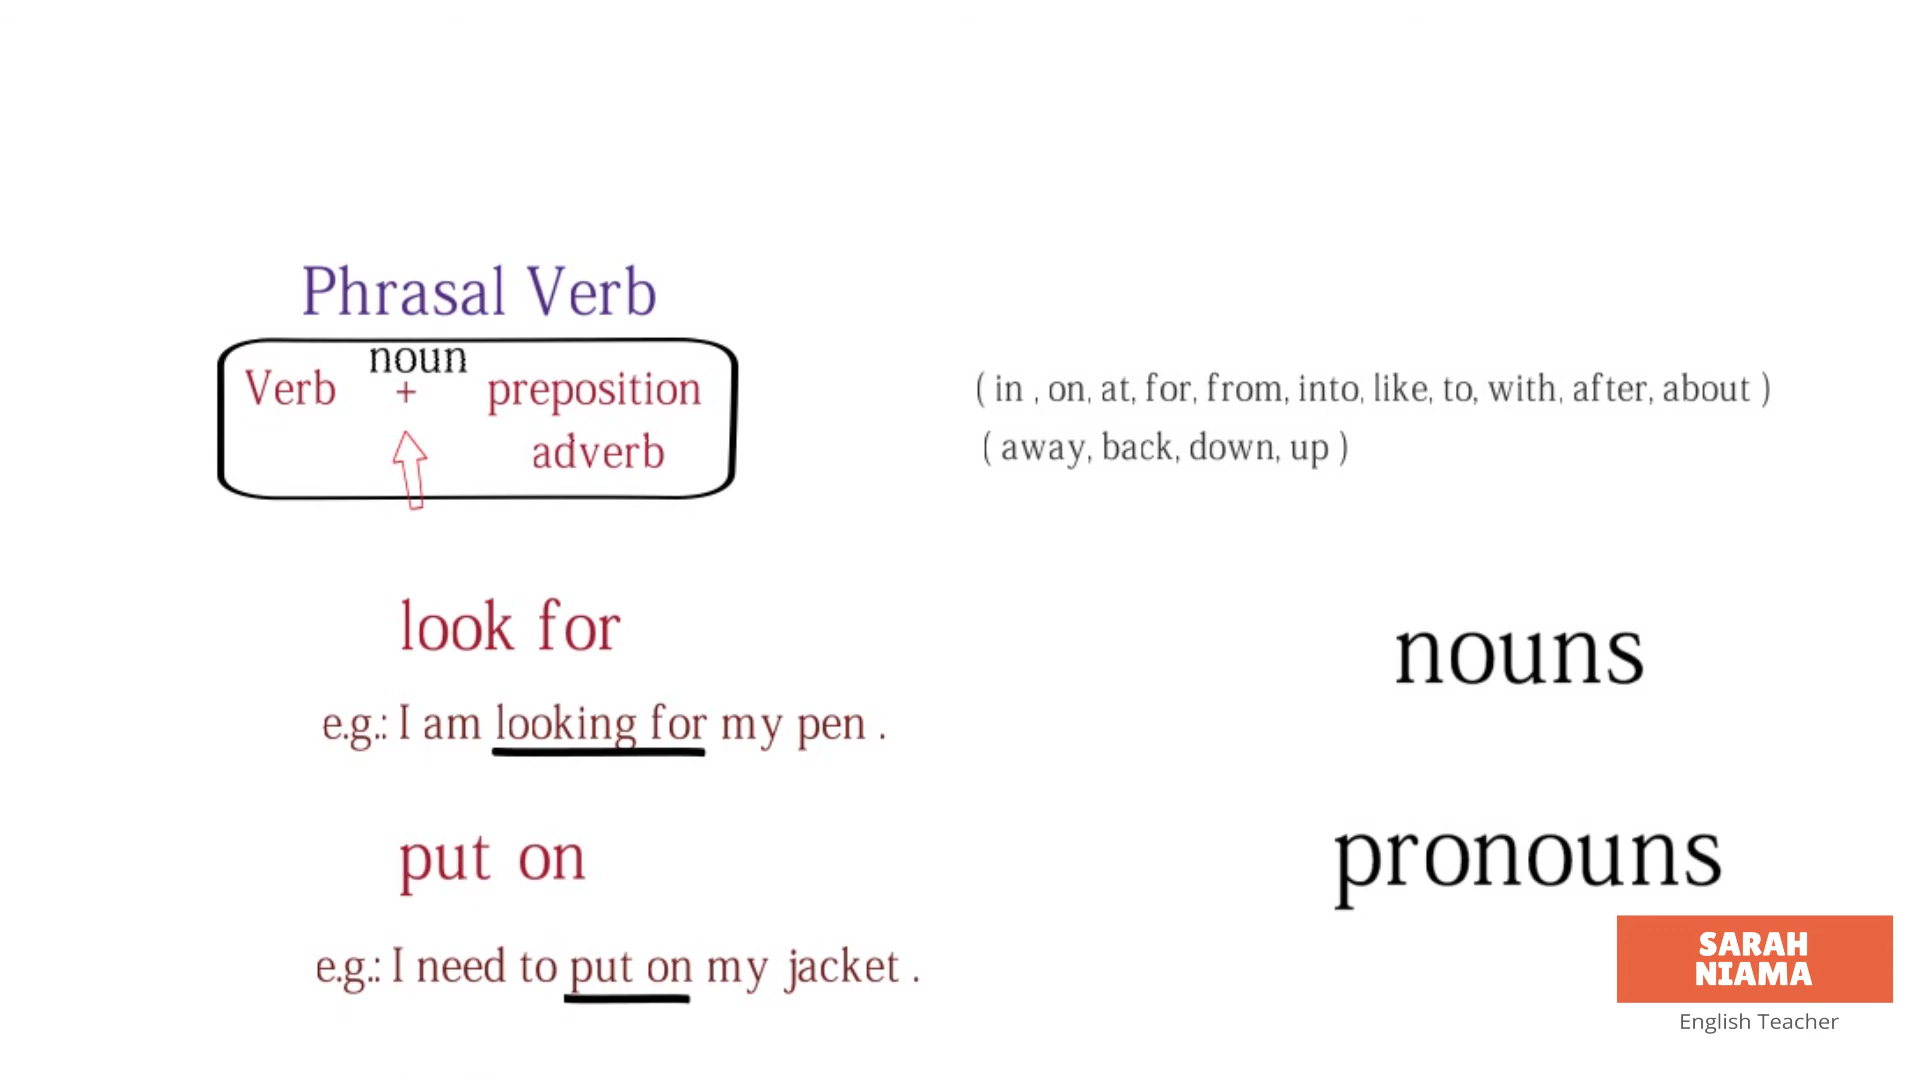 Phrasal Verb
noun
Verb + preposition
adverb
( in , on, at, for, from, into, like, to, with, after, about )
( away, back, down, up )
look for
e.g.: I am looking for my pen .
put on
e.g.: I need to put on my jacket .
nouns
pronouns
SARAH
NIAMA
English Teacher